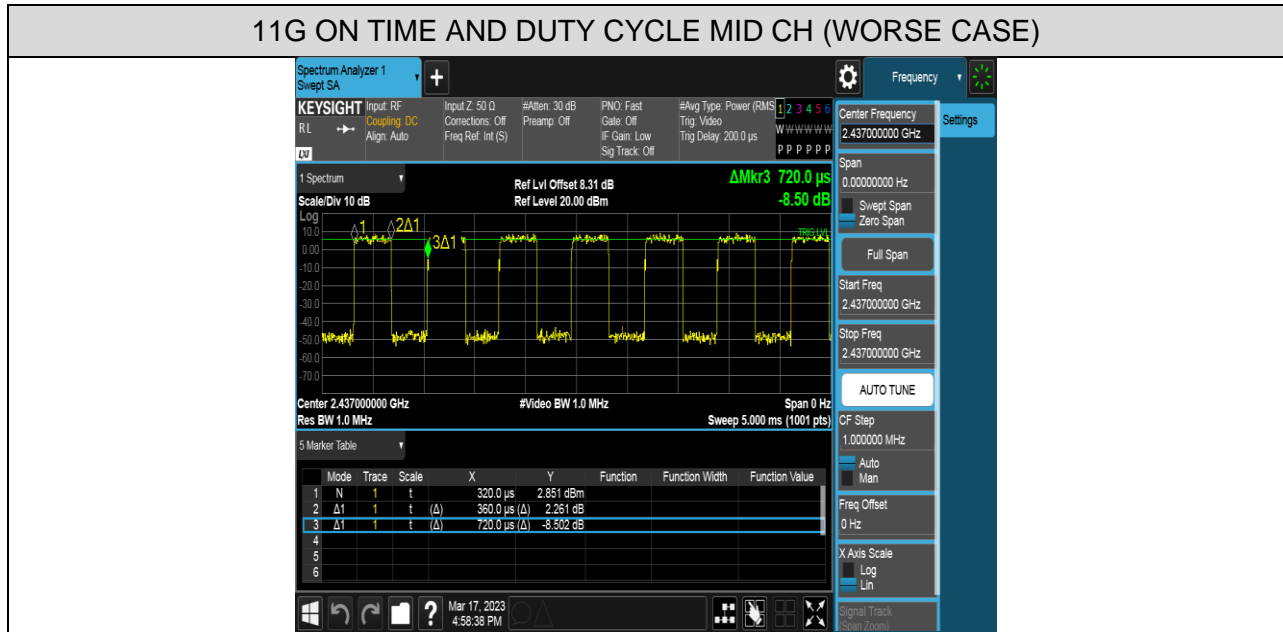 11G ON TIME AND DUTY CYCLE MID CH (WORSE CASE)
Spectrum Analyzer 1
Swept SA
+
Frequency
KEYSIGHT
RL
LXI
Input: RF
Coupling: DC
Align: Auto
Input Z: 50 Ω
Corrections: Off
Freq Ref: Int (S)
#Atten: 30 dB
Preamp: Off
PNO: Fast
Gate: Off
IF Gain: Low
Sig Track: Off
#Avg Type: Power (RMS
Trig: Video
Trig Delay: 200.0 µs
1 2 3 4 5 6
W W W W W W
P P P P P P
1 Spectrum
Scale/Div 10 dB
Ref Lvl Offset 8.31 dB
Ref Level 20.00 dBm
ΔMkr3 720.0 µs
-8.50 dB
Log
10.0
0.00
-10.0
-20.0
-30.0
-40.0
-50.0
-60.0
-70.0
1
2Δ1
3Δ1
TRIG LVL
Center 2.437000000 GHz
Res BW 1.0 MHz
#Video BW 1.0 MHz
Span 0 Hz
Sweep 5.000 ms (1001 pts)
5 Marker Table
Mode Trace Scale X Y Function Function Width Function Value
1 N 1 t 320.0 µs 2.851 dBm
2 Δ1 1 t (Δ) 360.0 µs (Δ) 2.261 dB
3 Δ1 1 t (Δ) 720.0 µs (Δ) -8.502 dB
4
5
6
?
Mar 17, 2023
4:58:38 PM
Center Frequency
2.437000000 GHz
Settings
Span
0.00000000 Hz
Swept Span
Zero Span
Full Span
Start Freq
2.437000000 GHz
Stop Freq
2.437000000 GHz
AUTO TUNE
CF Step
1.000000 MHz
Auto
Man
Freq Offset
0 Hz
X Axis Scale
Log
Lin
Signal Track
(Span Zoom)